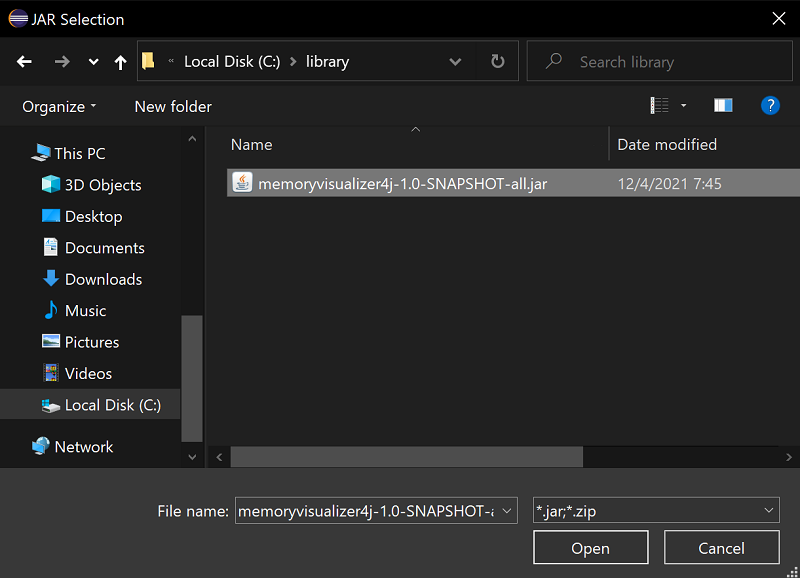 JAR Selection
« Local Disk (C:) > library
Search library
Organize
New folder
?
This PC
3D Objects
Desktop
Documents
Downloads
Music
Pictures
Videos
Local Disk (C:)
Network
Name
Date modified
memoryvisualizer4j-1.0-SNAPSHOT-all.jar
12/4/2021 7:45
File name:
memoryvisualizer4j-1.0-SNAPSHOT-a
*.jar;*.zip
Open
Cancel